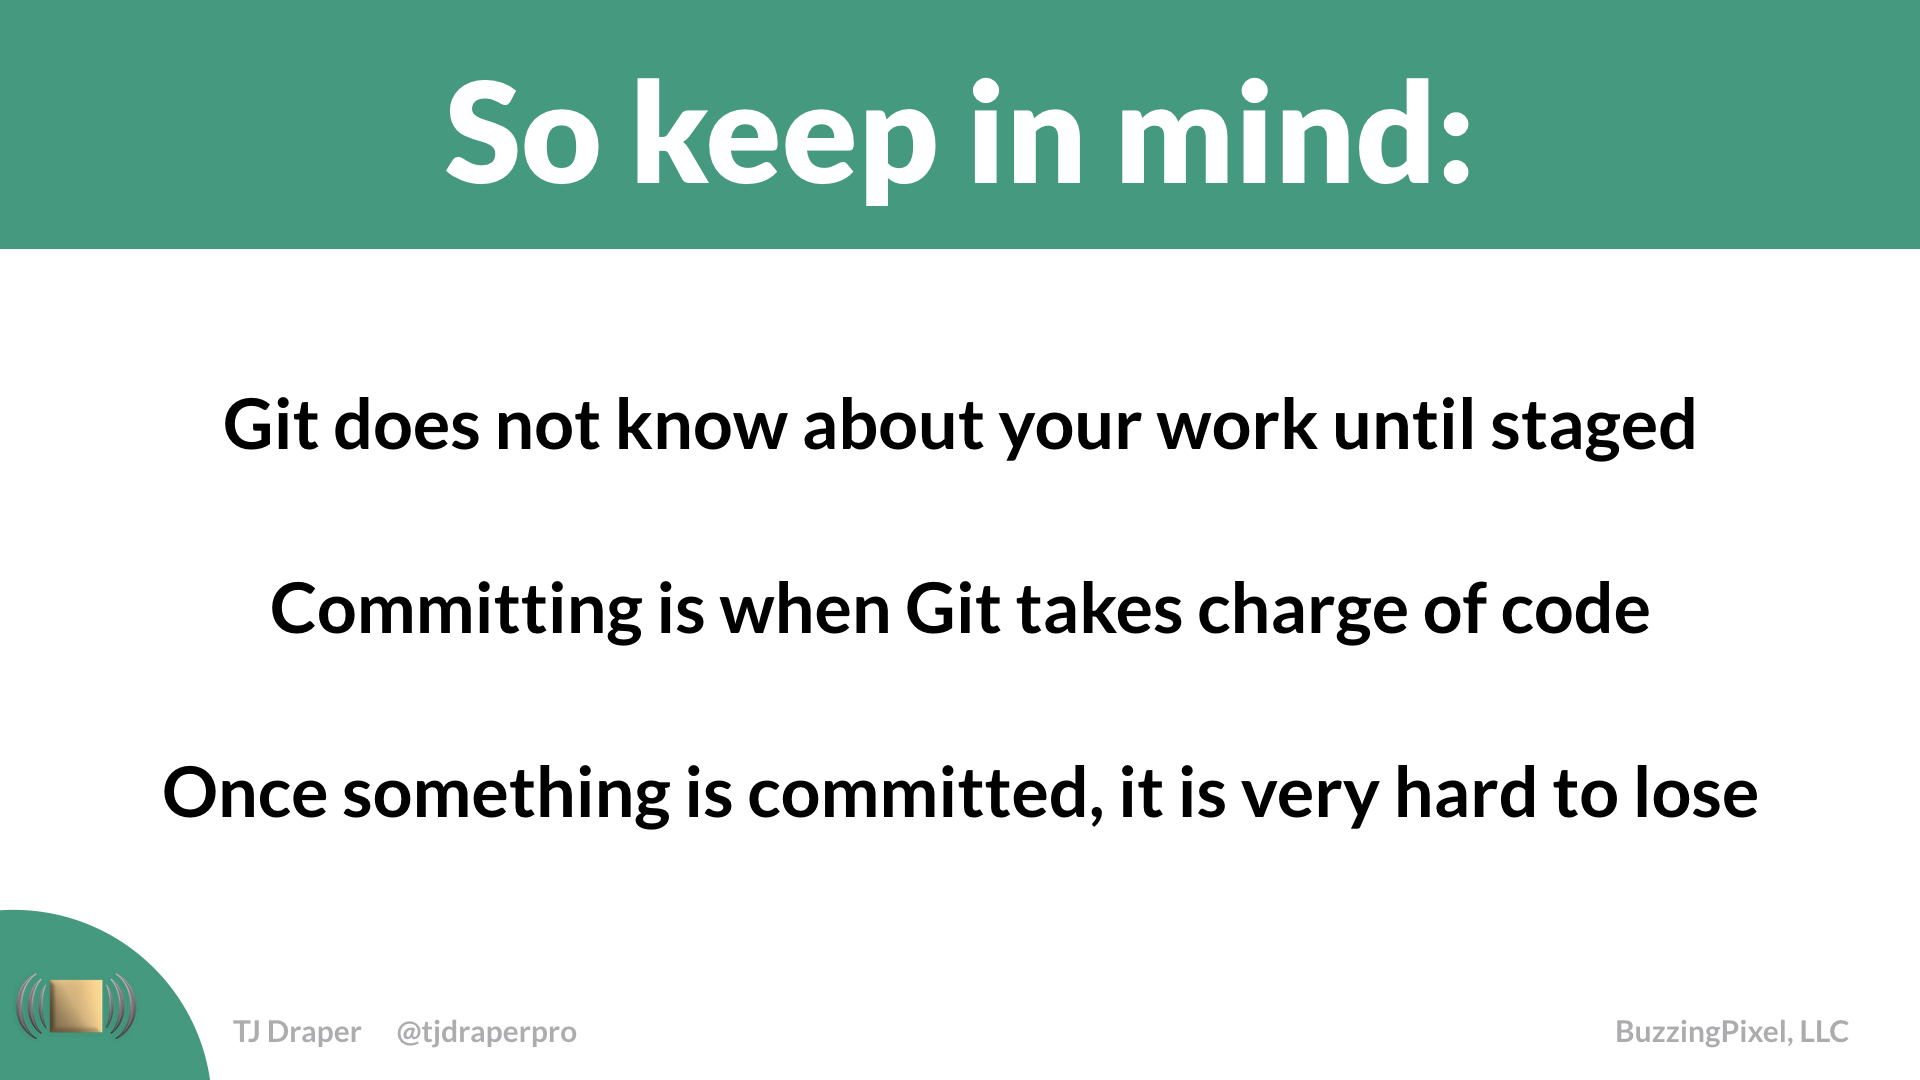 So keep in mind:
Git does not know about your work until staged
Committing is when Git takes charge of code
Once something is committed, it is very hard to lose
TJ Draper @tjdraperpro BuzzingPixel, LLC